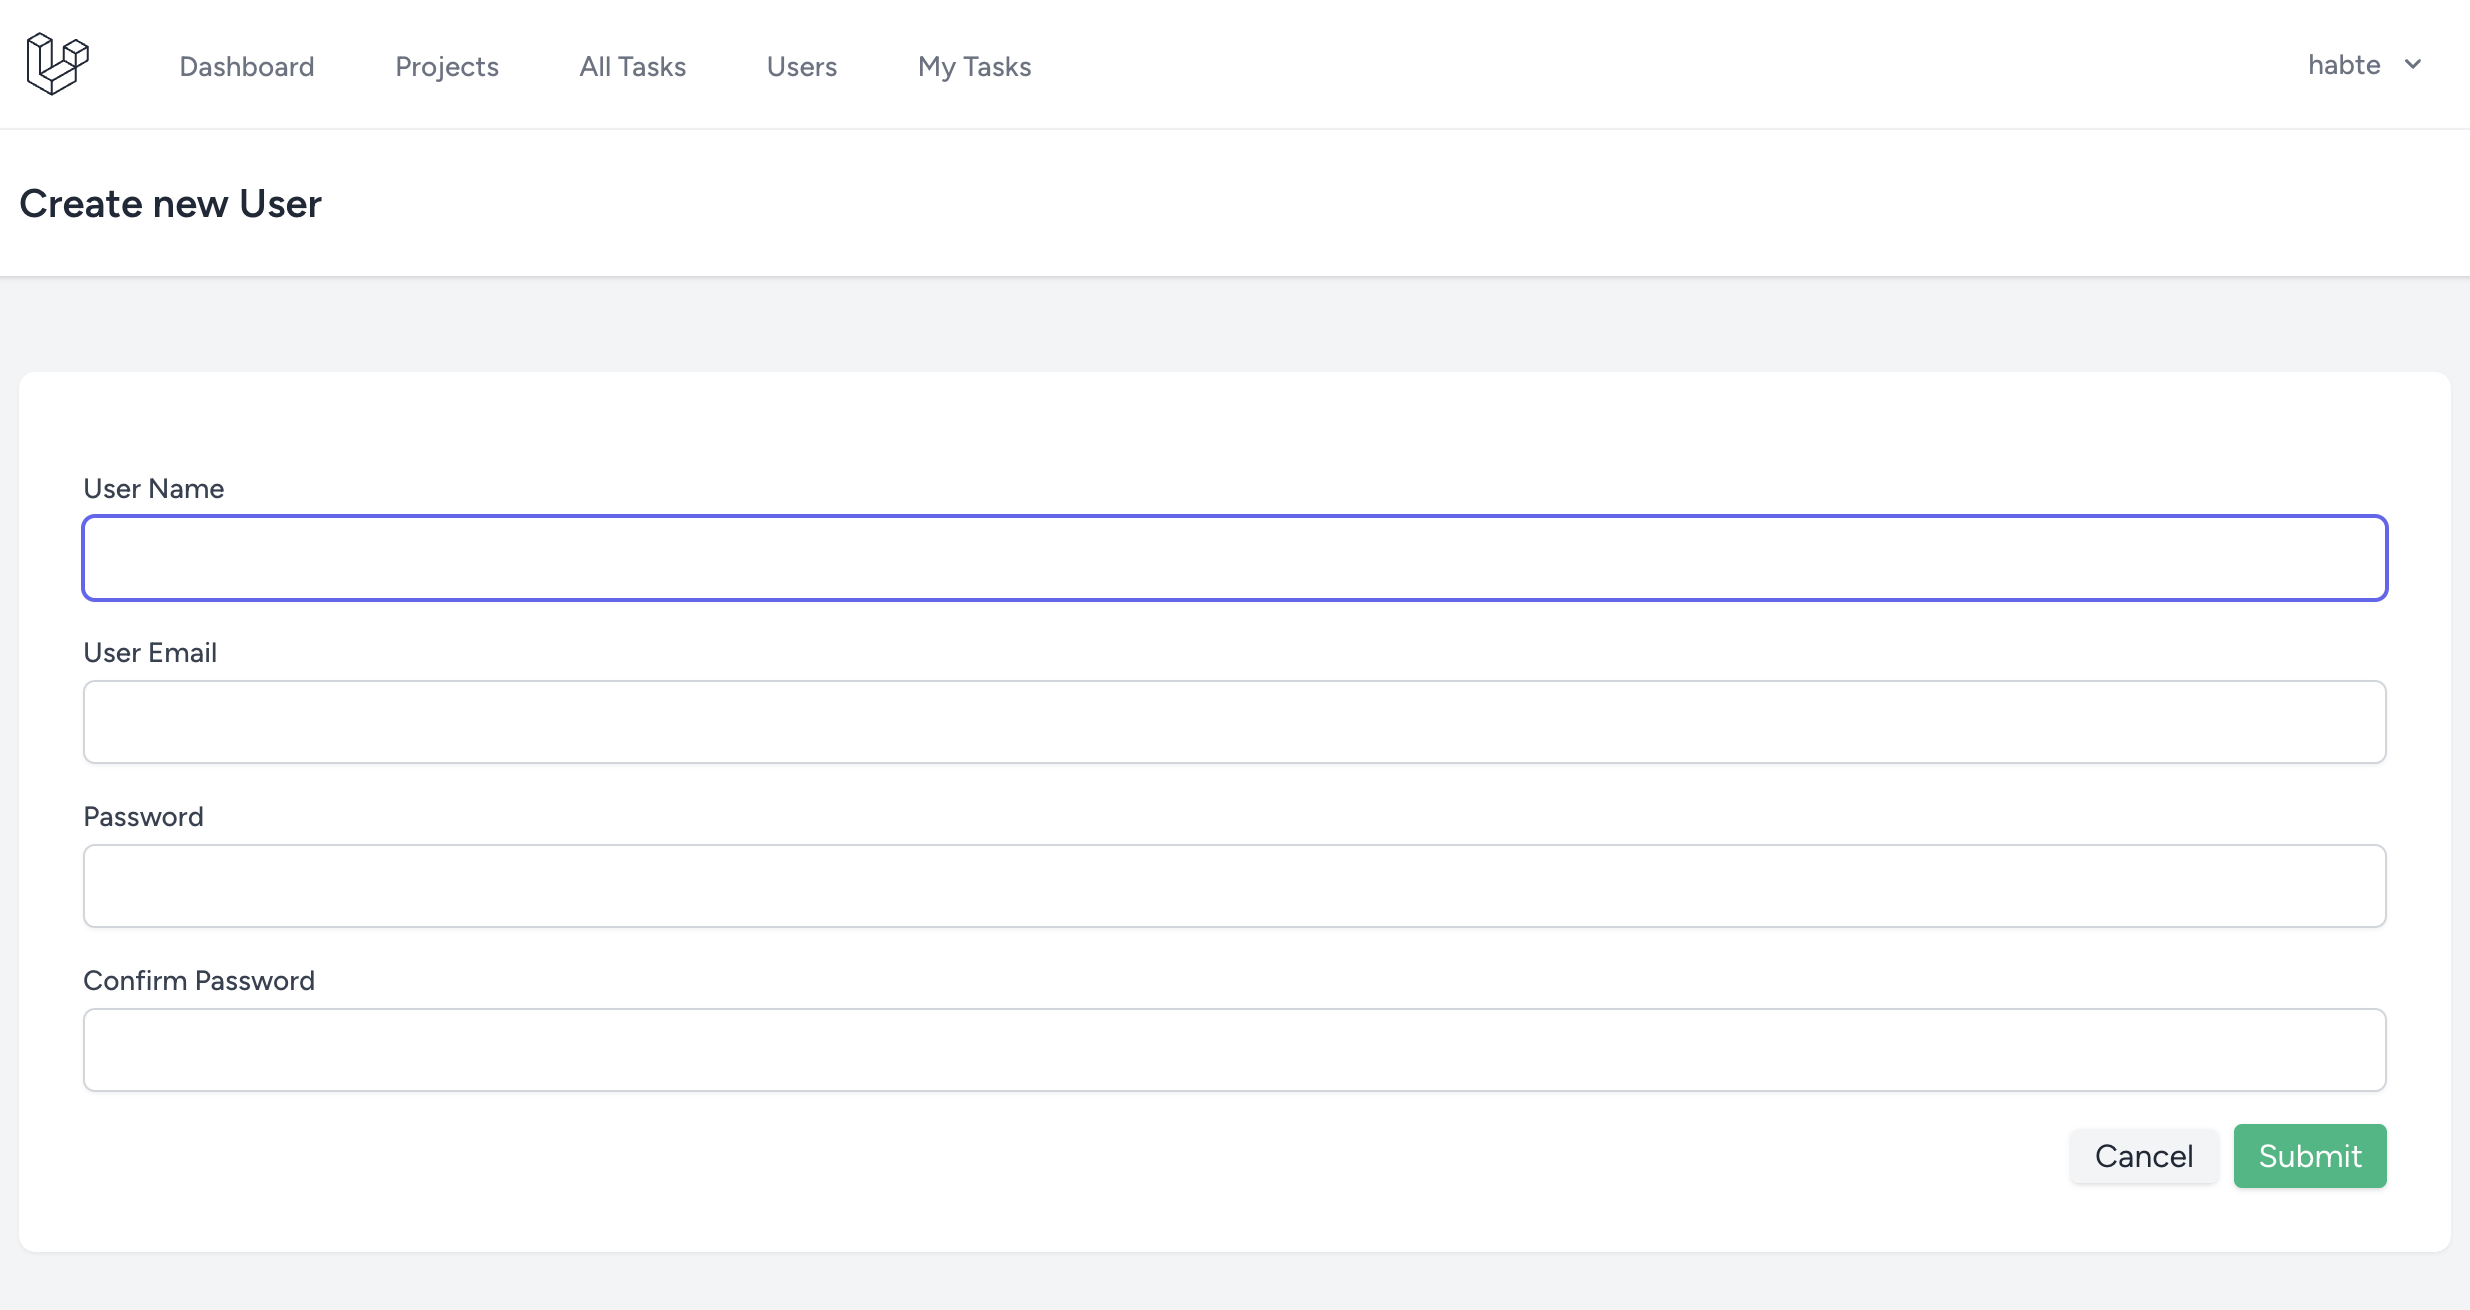 Dashboard Projects All Tasks Users My Tasks habte
Create new User
User Name
User Email
Password
Confirm Password
Cancel Submit